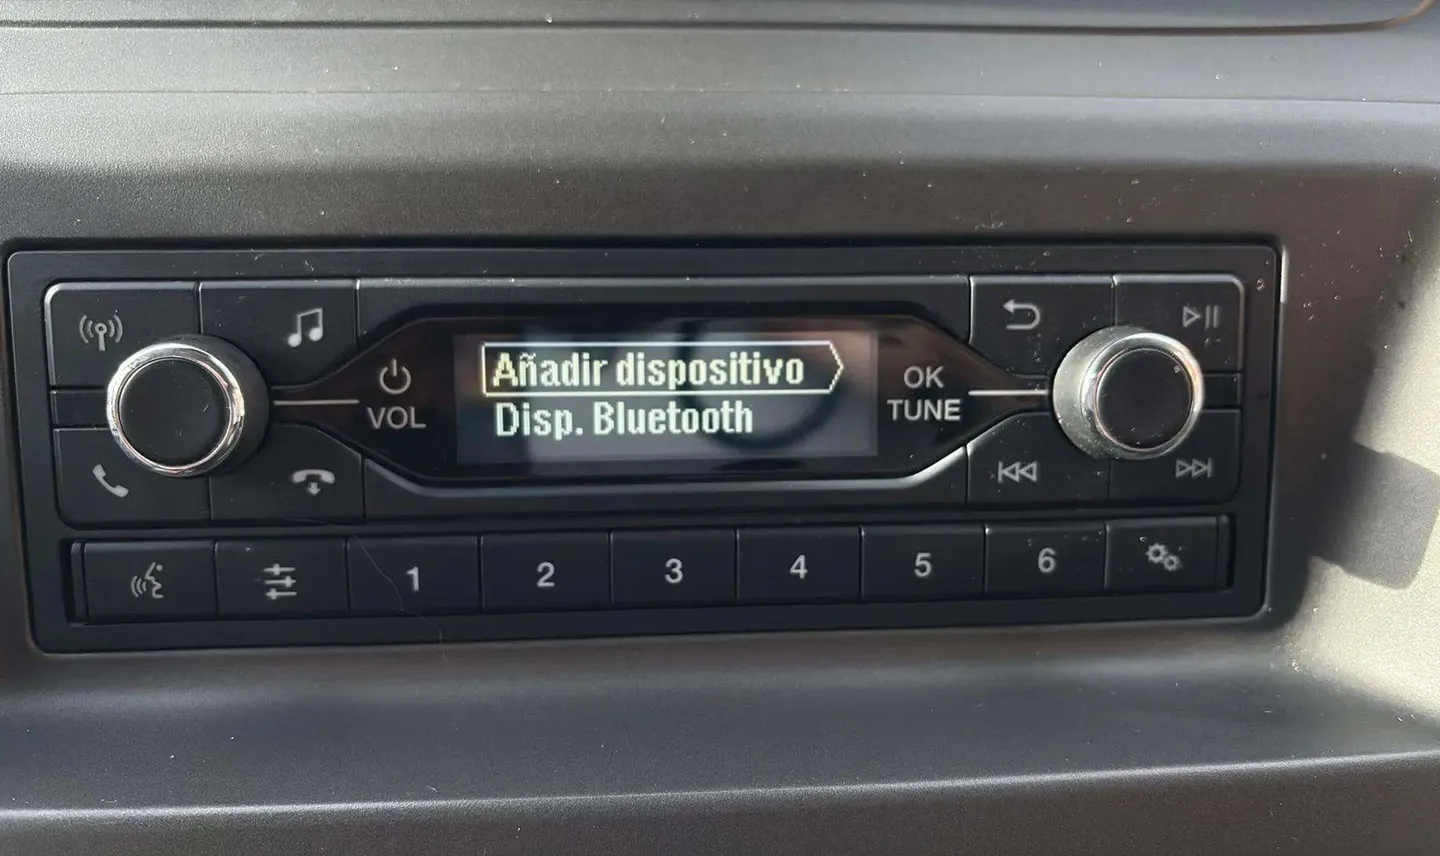 Añadir dispositivo
Disp. Bluetooth
VOL
OK
TUNE
1 2 3 4 5 6